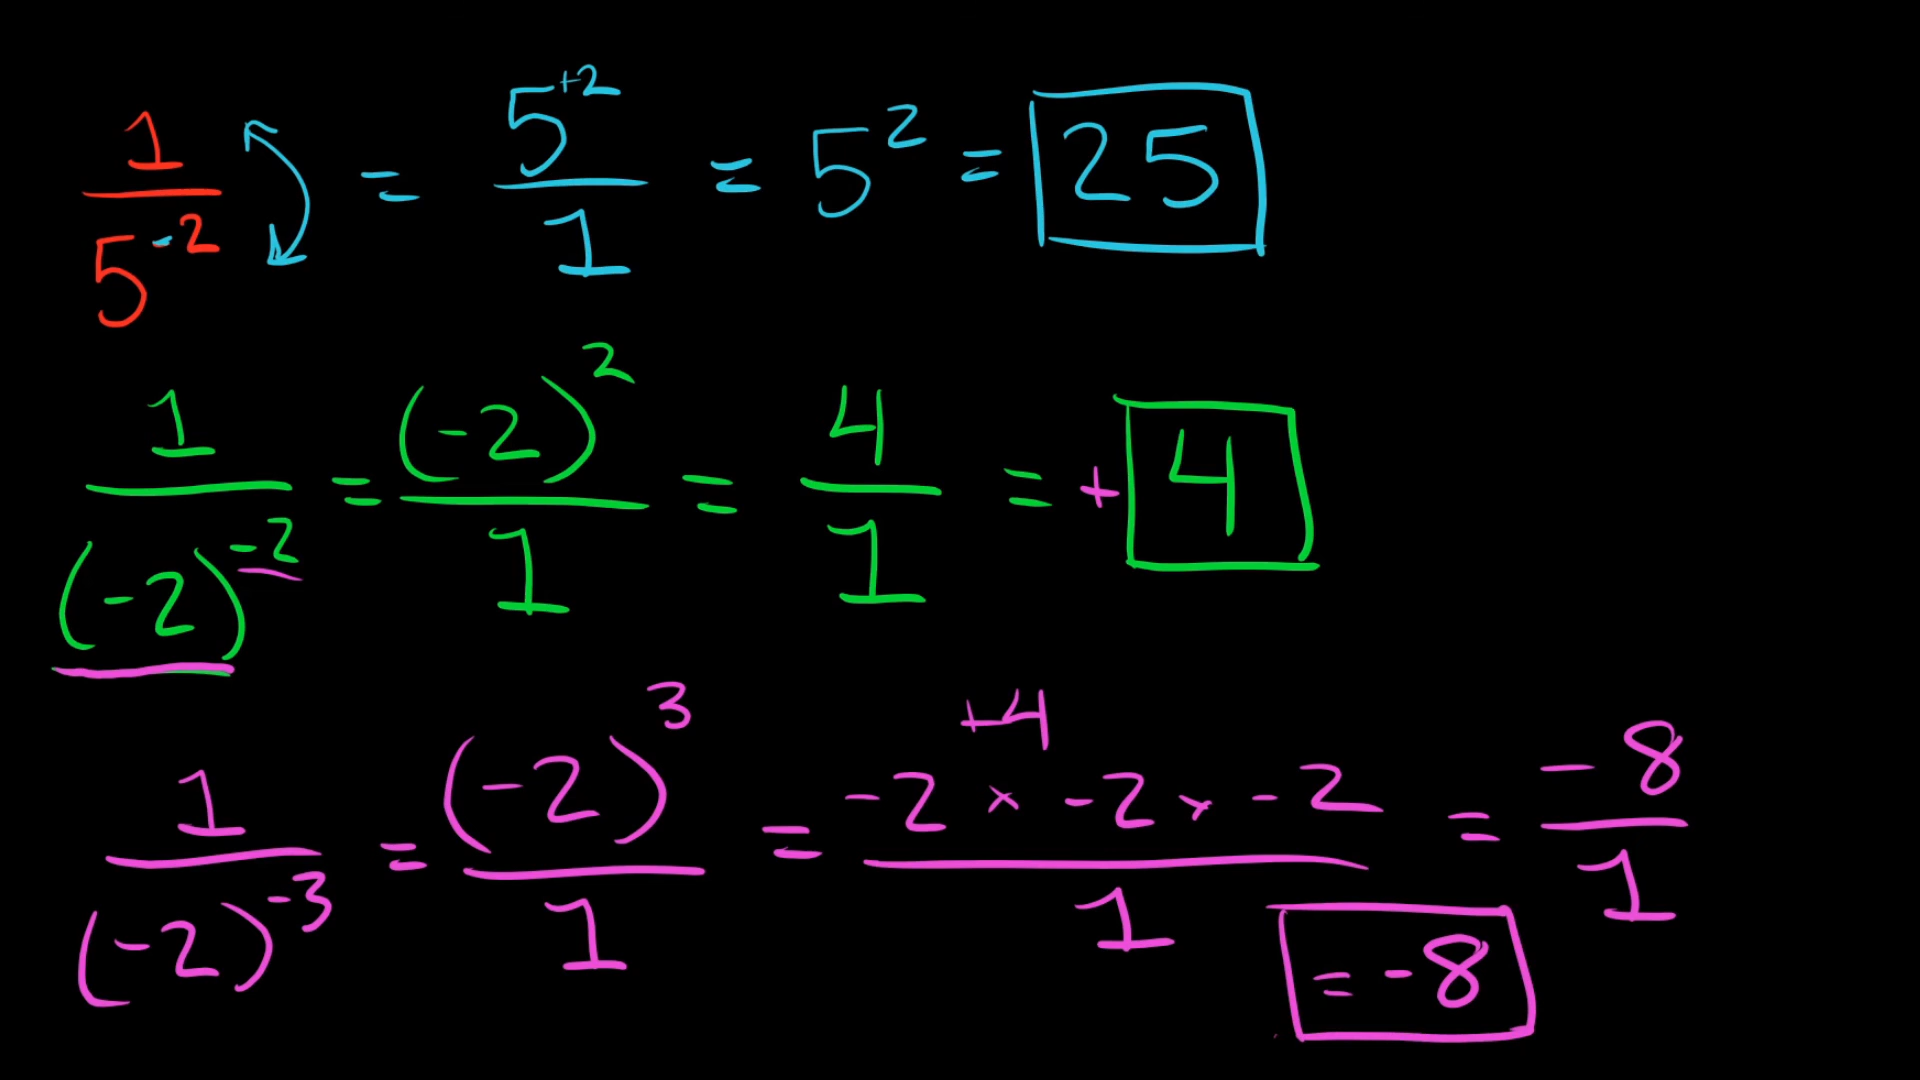 1/5^-2 = 5^+2/1 = 5^2 = 25
1/(-2)^-2 = (-2)^2/1 = 4/1 = +4
1/(-2)^-3 = (-2)^3/1 = -2 × -2 × -2/1 = -8/1
+4
= -8